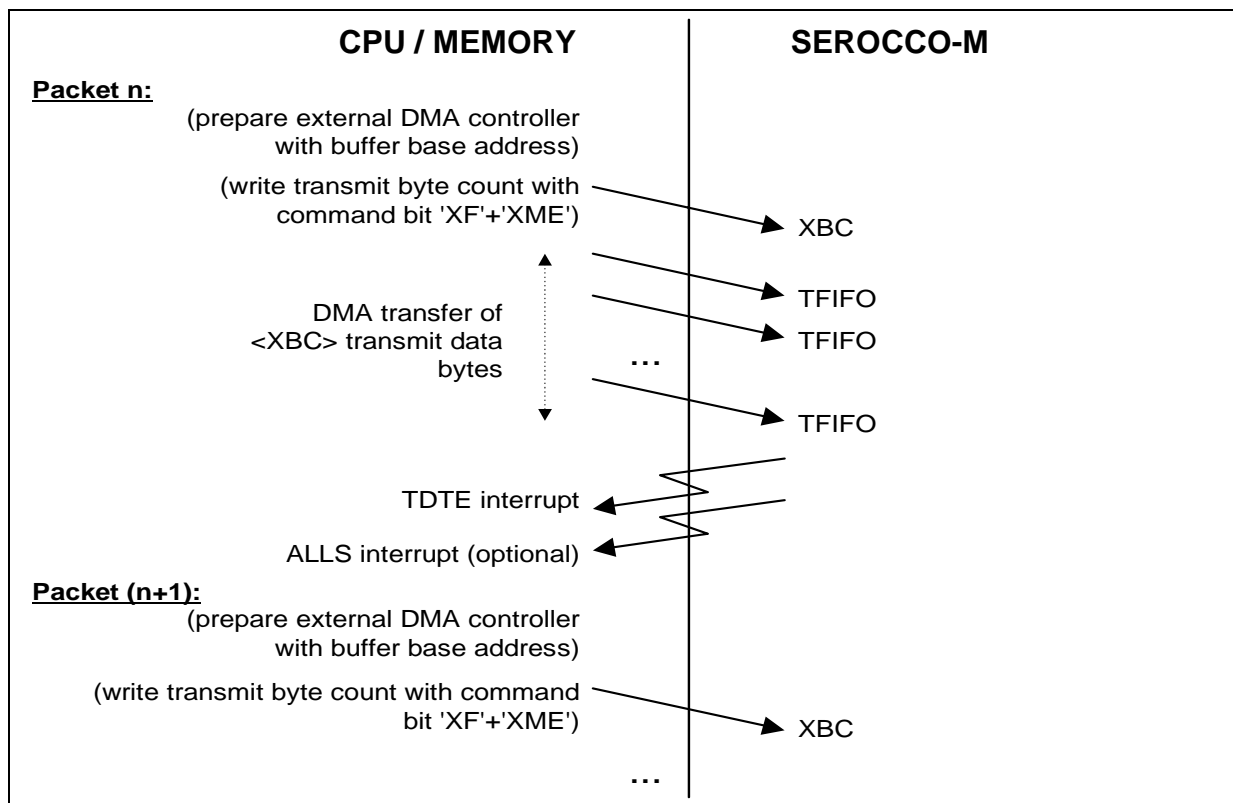 CPU / MEMORY
SEROCCO-M
Packet n:
(prepare external DMA controller
with buffer base address)
(write transmit byte count with
command bit 'XF'+'XME')
XBC
TFIFO
DMA transfer of
<XBC> transmit data
bytes
TFIFO
...
TFIFO
TDTE interrupt
ALLS interrupt (optional)
Packet (n+1):
(prepare external DMA controller
with buffer base address)
(write transmit byte count with command
bit 'XF'+'XME')
XBC
...